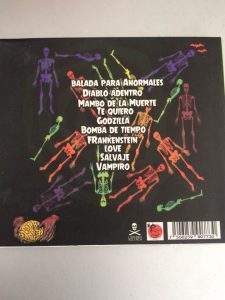 BALADA PARA ANORMALES
DIABLO ADENTRO
MAMBO DE LA MUERTE
TE QUIERO
GODZILLA
BOMBA DE TIEMPO
FRANKENSTEIN
LOVE
SALVAJE
VAMPIRO